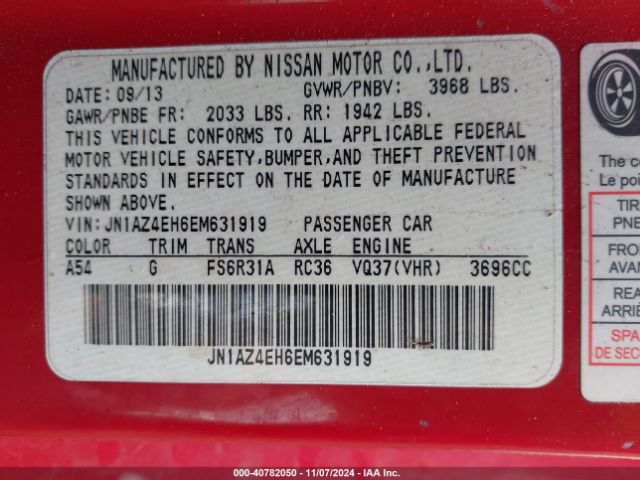 MANUFACTURED BY NISSAN MOTOR CO.,LTD.
DATE: 09/13 GVWR/PNBV: 3968 LBS.
GAWR/PNBE FR: 2033 LBS. RR: 1942 LBS.
THIS VEHICLE CONFORMS TO ALL APPLICABLE FEDERAL
MOTOR VEHICLE SAFETY,BUMPER,AND THEFT PREVENTION
STANDARDS IN EFFECT ON THE DATE OF MANUFACTURE
SHOWN ABOVE.
VIN: JN1AZ4EH6EM631919 PASSENGER CAR
COLOR TRIM TRANS AXLE ENGINE
A54 G FS6R31A RC36 VQ37(VHR) 3696CC
JN1AZ4EH6EM631919
The c
Le poi
TIR
PNE
FRO
AVAN
REA
ARRIÈ
SPA
DE SEC
000-40782050 - 11/07/2024 - IAA Inc.